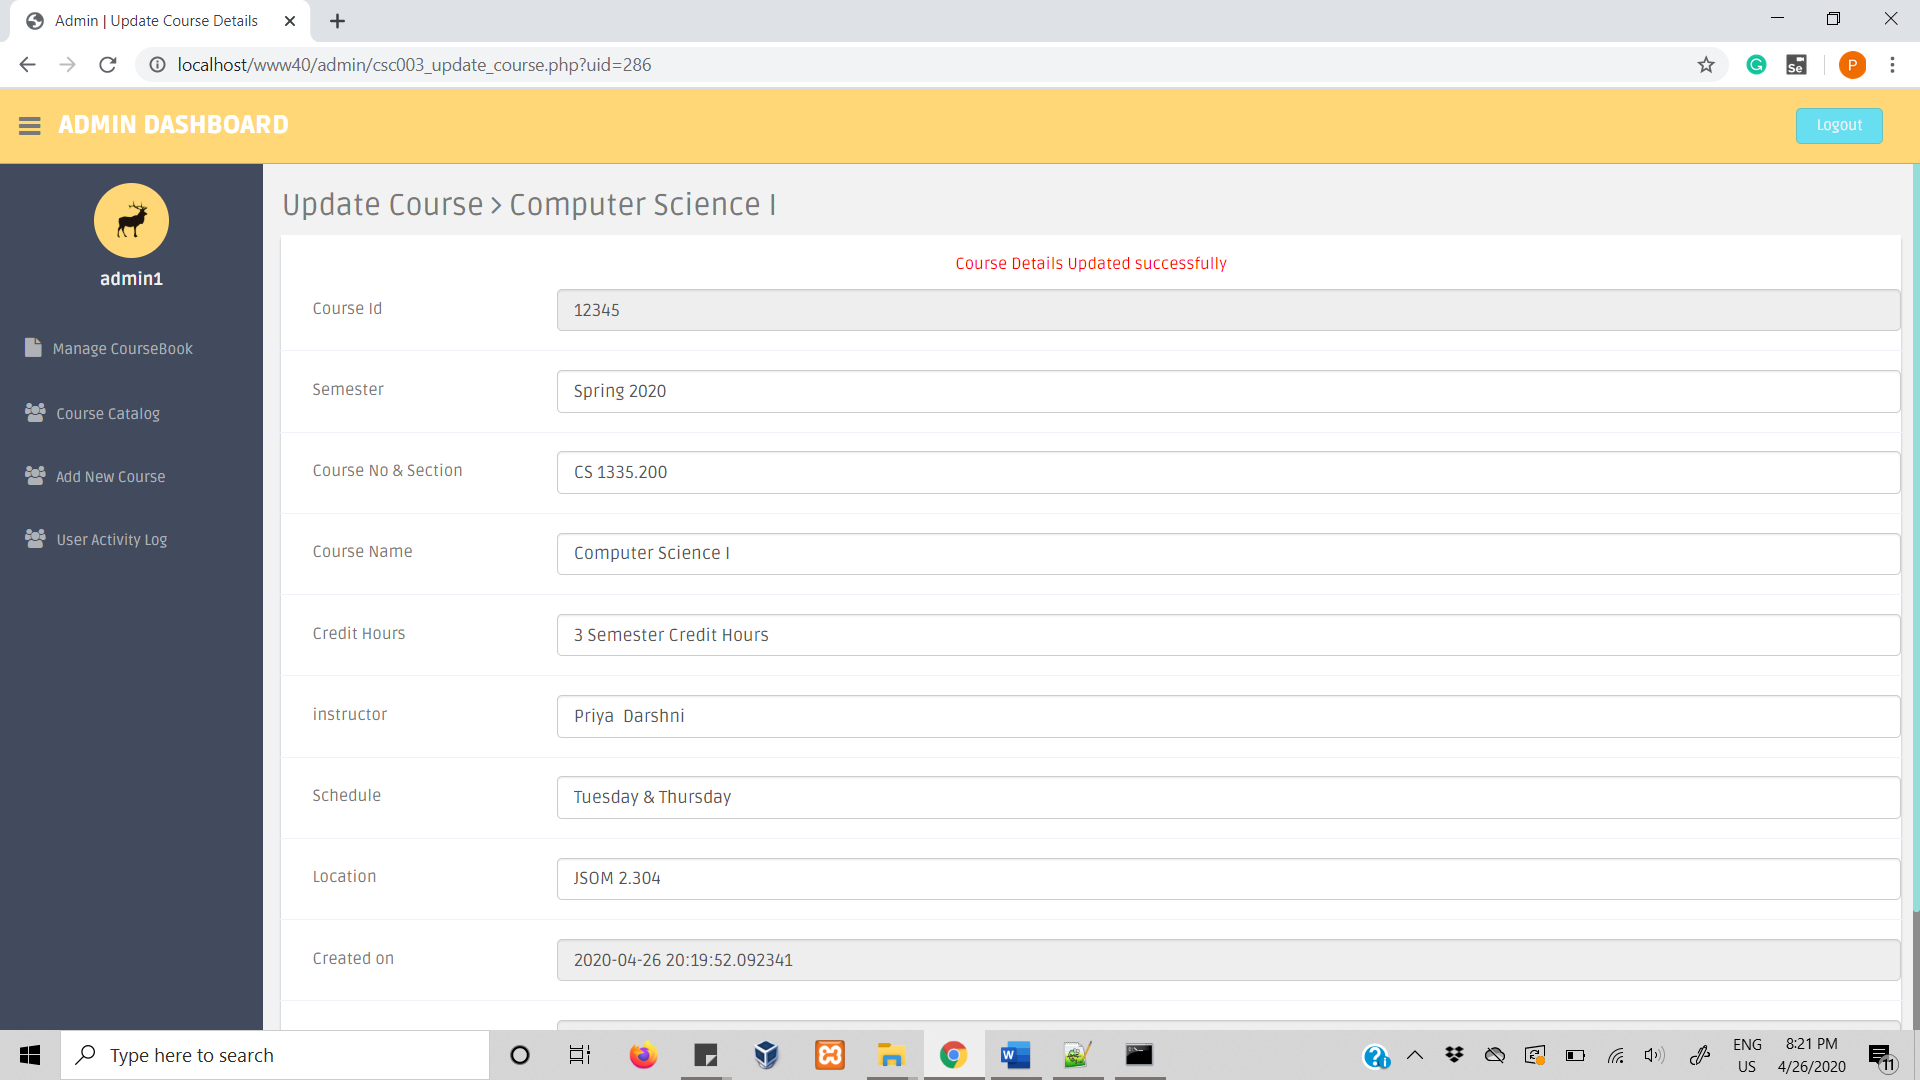 Admin | Update Course Details
localhost/www40/admin/csc003_update_course.php?uid=286
Se
P
ADMIN DASHBOARD
Logout
admin1
Manage CourseBook
Course Catalog
Add New Course
User Activity Log
Update Course > Computer Science I
Course Details Updated successfully
Course Id
12345
Semester
Spring 2020
Course No & Section
CS 1335.200
Course Name
Computer Science I
Credit Hours
3 Semester Credit Hours
instructor
Priya  Darshni
Schedule
Tuesday & Thursday
Location
JSOM 2.304
Created on
2020-04-26 20:19:52.092341
Type here to search
ENG
US
8:21 PM
4/26/2020
11